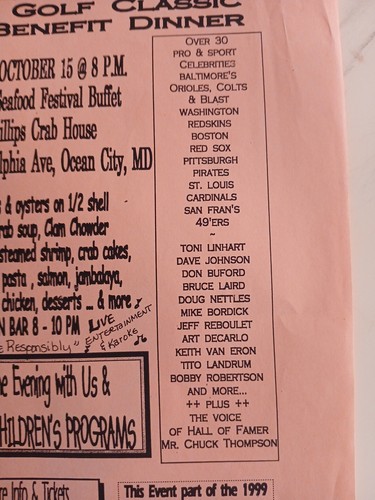 Golf Classic
Benefit Dinner
OCTOBER 15 @ 8 P.M.
Seafood Festival Buffet
Crab House
Ave, Ocean City, MD
& oysters on 1/2 shell
soup, Clam Chowder
steamed shrimp, crab cakes,
pasta, salmon, jambalaya,
chicken, desserts ... & more
BAR 8 - 10 PM LIVE
ENTERTAINMENT
& Karoke
Responsibly"
Evening with Us &
CHILDREN'S PROGRAMS
Info & Tickets
Over 30
pro & sport
Celebrities
Baltimore's
Orioles, Colts
& Blast
Washington
Redskins
Boston
Red Sox
Pittsburgh
Pirates
St. Louis
Cardinals
San Fran's
49'ers
~
Toni Linhart
Dave Johnson
Don Buford
Bruce Laird
Doug Nettles
Mike Bordick
Jeff Reboulet
Art DeCarlo
Keith Van Eron
Tito Landrum
Bobby Robertson
and more...
++ plus ++
The voice
of Hall of Famer
Mr. Chuck Thompson
This Event part of the 1999